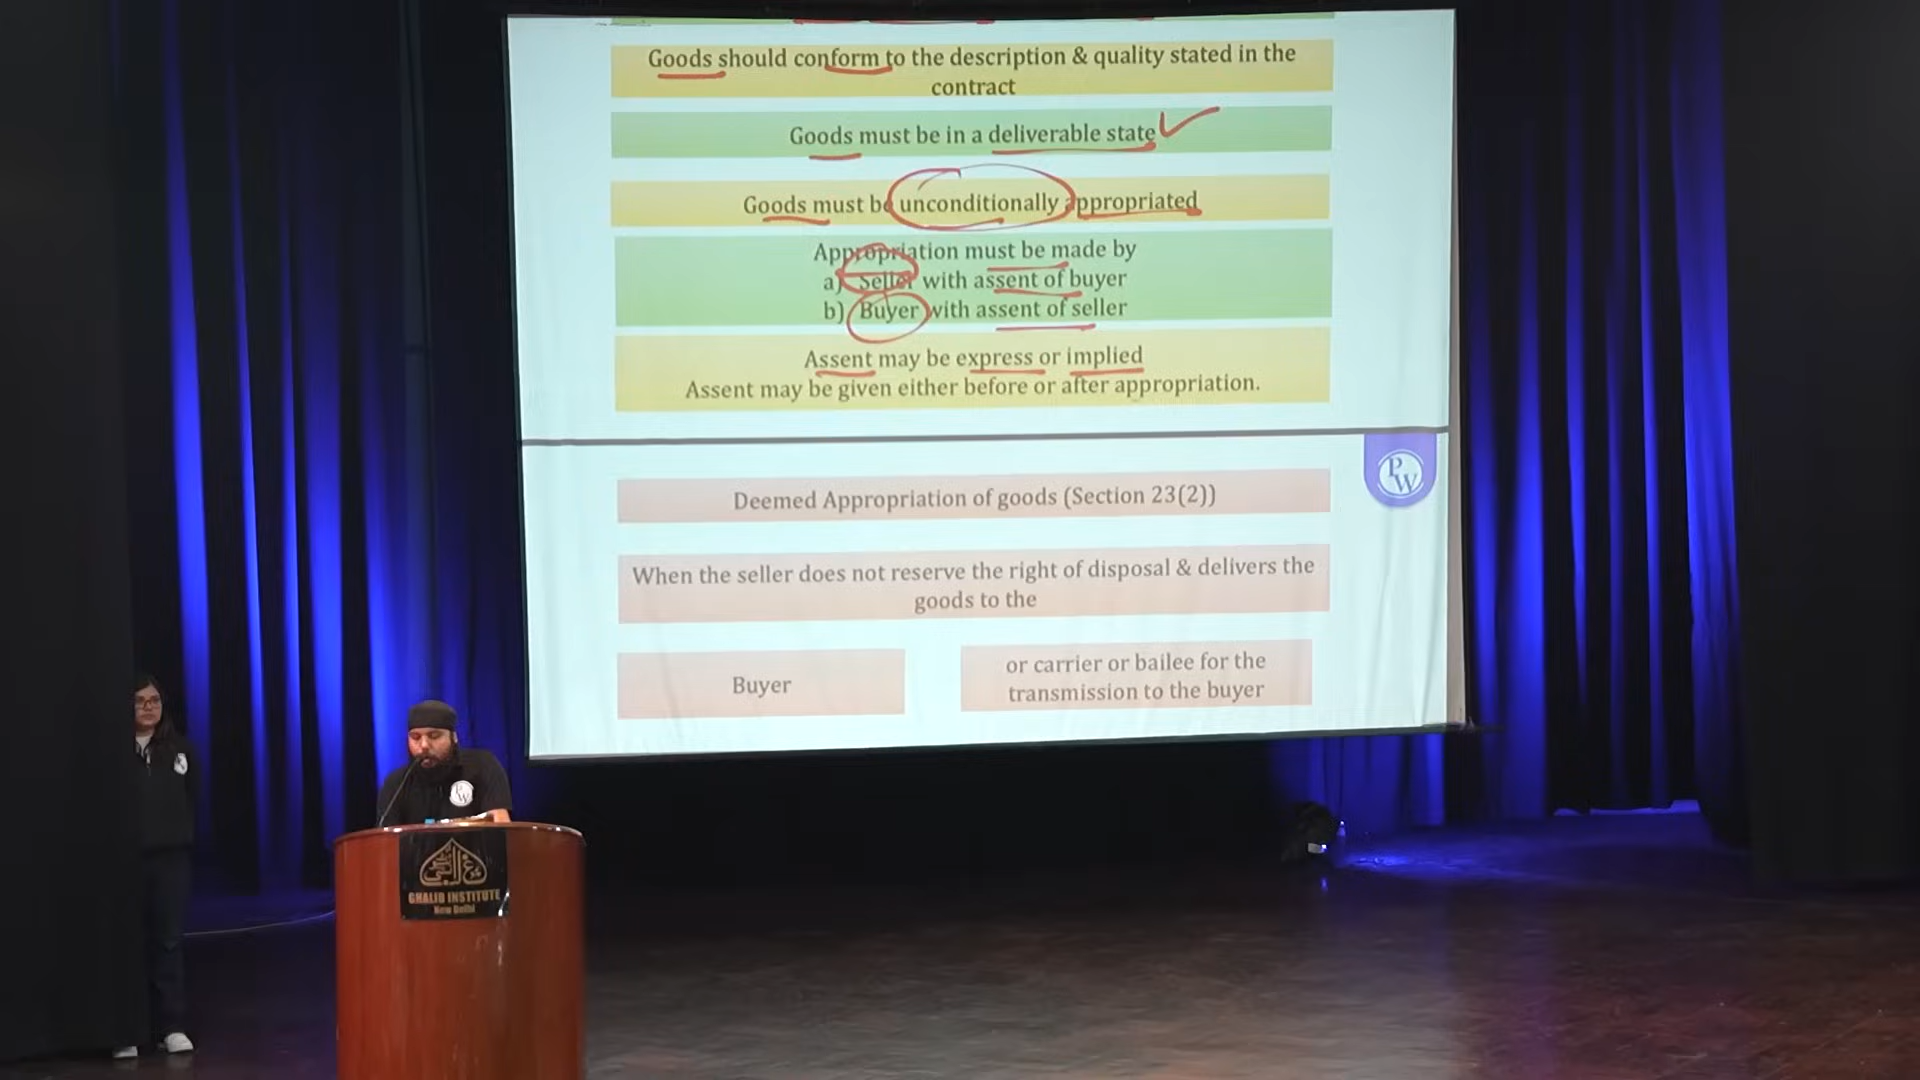 Goods should conform to the description & quality stated in the
contract
Goods must be in a deliverable state
Goods must be unconditionally appropriated
Appropriation must be made by
a) Seller with assent of buyer
b) Buyer with assent of seller
Assent may be express or implied
Assent may be given either before or after appropriation.
PW
Deemed Appropriation of goods (Section 23(2))
When the seller does not reserve the right of disposal & delivers the
goods to the
Buyer
or carrier or bailee for the
transmission to the buyer
PW
GHALIB INSTITUTE
New Delhi